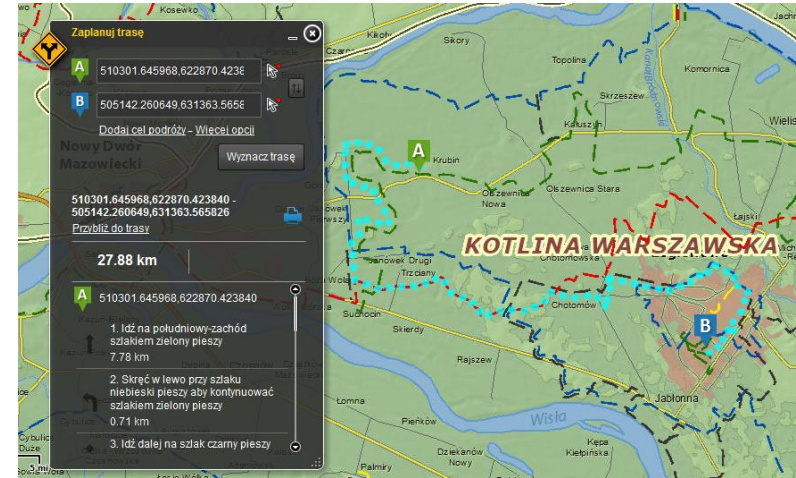 Zaplanuj trasę
A
510301.645968,622870.4238
B
505142.260649,631363.5658
Dodaj cel podróży - Więcej opcji
Wyznacz trasę
510301.645968,622870.423840 -
505142.260649,631363.565826
Przybliż do trasy
27.88 km
A
510301.645968,622870.423840
1. Idź na południowy-zachód
szlakiem zielony pieszy
7.78 km
2. Skręć w lewo przy szlaku
niebieski pieszy aby kontynuować
szlakiem zielony pieszy
0.71 km
3. Idź dalej na szlak czarny pieszy
Kosewko
Sikory
Topolina
Komornica
Skrzeszew
Kałuszyn
A
Krubin
Olszewnica
Nowa
Olszewnica Stara
Łajski
Nowy Dwór
Mazowiecki
KOTLINA WARSZAWSKA
Janówek Drugi
Trzciany
Chotomów
Suchocin
Skierdy
B
Rajszew
Jabłonna
Łomna
Pieńków
Wisła
Dziekanów
Nowy
Kępa
Kiełpińska
Palmiry
5 mi